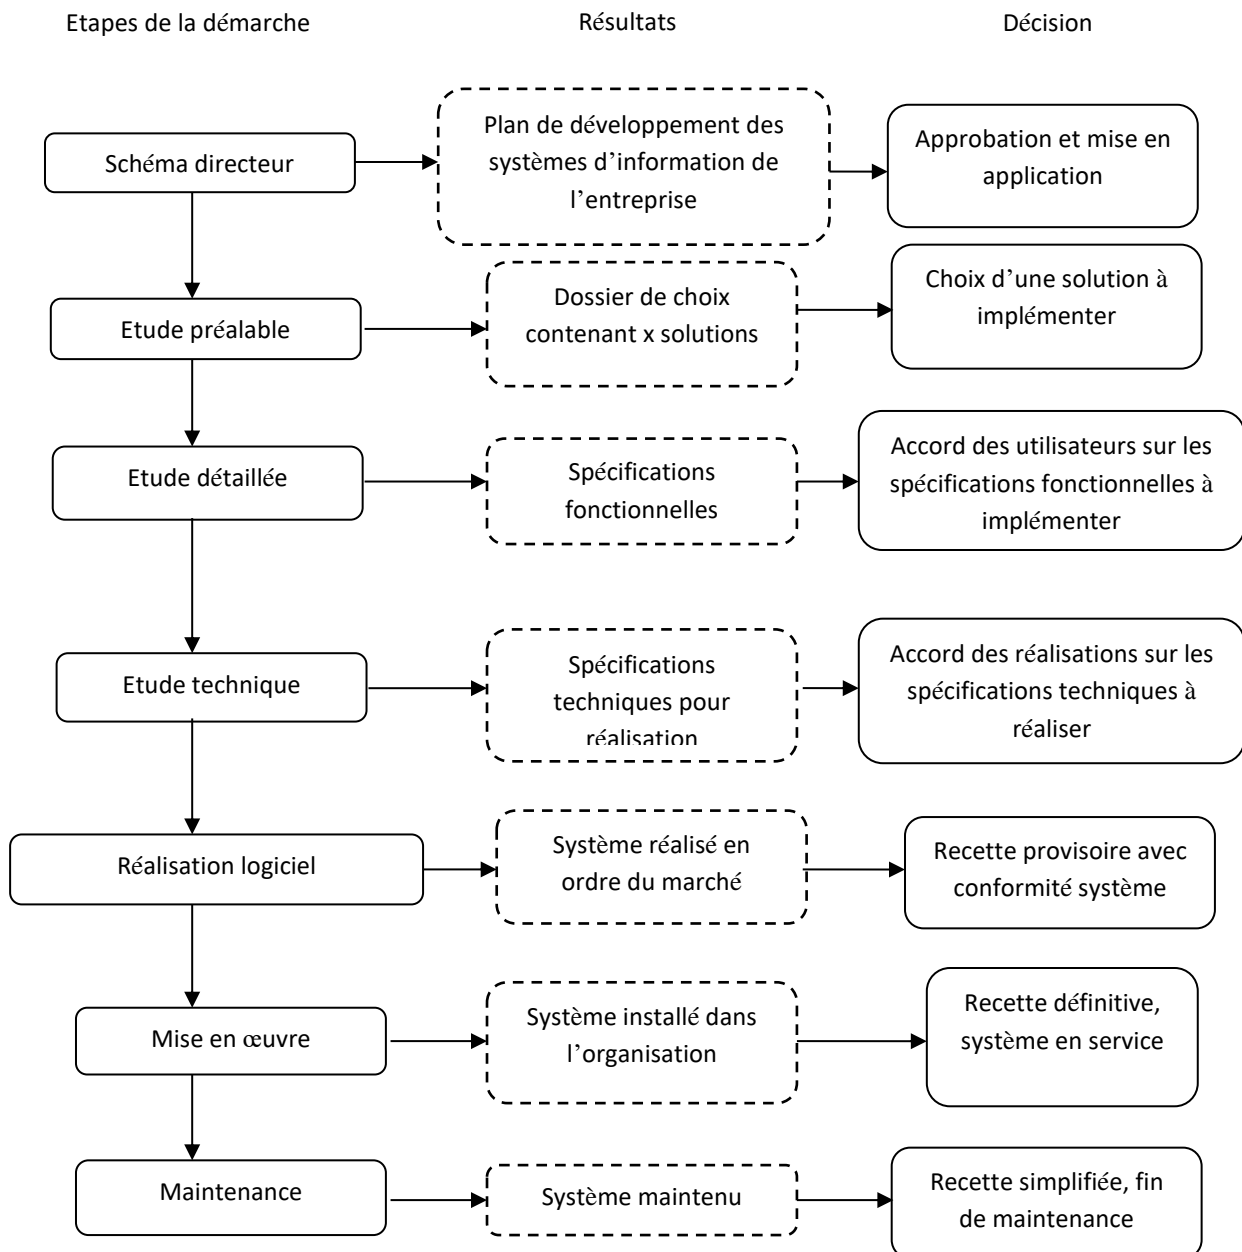 Etapes de la démarche
Résultats
Décision
Schéma directeur
Plan de développement des
systèmes d’information de
l’entreprise
Approbation et mise en
application
Etude préalable
Dossier de choix
contenant x solutions
Choix d’une solution à
implémenter
Etude détaillée
Spécifications
fonctionnelles
Accord des utilisateurs sur les
spécifications fonctionnelles à
implémenter
Etude technique
Spécifications
techniques pour
réalisation
Accord des réalisations sur les
spécifications techniques à
réaliser
Réalisation logiciel
Système réalisé en
ordre du marché
Recette provisoire avec
conformité système
Mise en œuvre
Système installé dans
l’organisation
Recette définitive,
système en service
Maintenance
Système maintenu
Recette simplifiée, fin
de maintenance